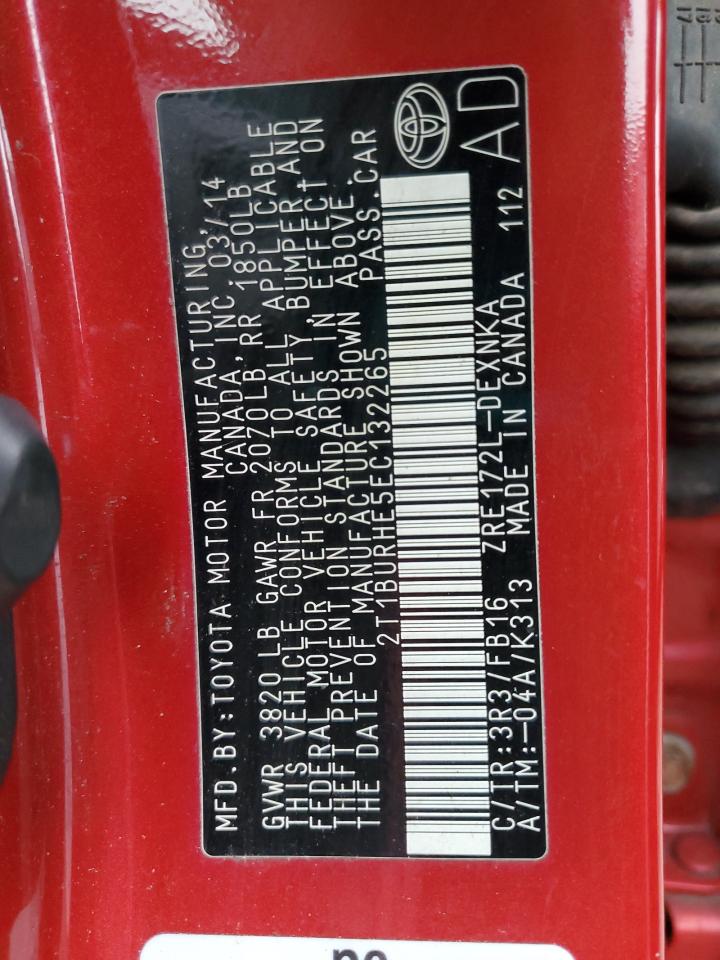 MFD.BY:TOYOTA MOTOR MANUFACTURING,
CANADA, INC. 03/14
GVWR 3820 LB GAWR FR 2070LB RR 1850LB
THIS VEHICLE CONFORMS TO ALL APPLICABLE
FEDERAL MOTOR VEHICLE SAFETY, BUMPER, AND
THEFT PREVENTION STANDARDS IN EFFECT ON
THE DATE OF MANUFACTURE SHOWN ABOVE.
2T1BURHE5EC132265 PASS.CAR
C/TR:3R3/FB16 ZRE172L-DEXNKA
A/TM:-04A/K313 MADE IN CANADA 112
AD